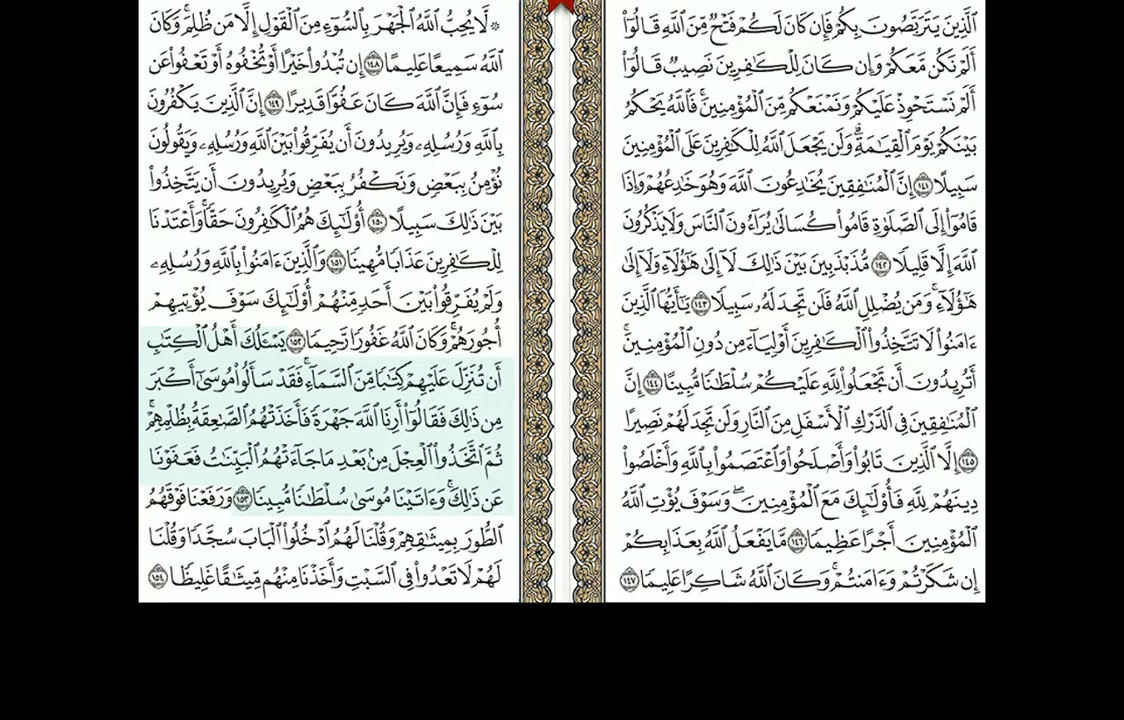 ٱلَّذِينَ يَتَرَبَّصُونَ بِكُمْ فَإِن كَانَ لَكُمْ فَتْحٌ مِّنَ ٱللَّهِ قَالُوٓا۟
أَلَمْ نَكُن مَّعَكُمْ وَإِن كَانَ لِلْكَٰفِرِينَ نَصِيبٌ قَالُوٓا۟
أَلَمْ نَسْتَحْوِذْ عَلَيْكُمْ وَنَمْنَعْكُم مِّنَ ٱلْمُؤْمِنِينَ ۚ فَٱللَّهُ يَحْكُمُ
بَيْنَكُمْ يَوْمَ ٱلْقِيَٰمَةِ ۗ وَلَن يَجْعَلَ ٱللَّهُ لِلْكَٰفِرِينَ عَلَى ٱلْمُؤْمِنِينَ
سَبِيلًا ١٤١ إِنَّ ٱلْمُنَٰفِقِينَ يُخَٰدِعُونَ ٱللَّهَ وَهُوَ خَٰدِعُهُمْ وَإِذَا
قَامُوٓا۟ إِلَى ٱلصَّلَوٰةِ قَامُوا۟ كُسَالَىٰ يُرَآءُونَ ٱلنَّاسَ وَلَا يَذْكُرُونَ
ٱللَّهَ إِلَّا قَلِيلًا ١٤٢ مُّذَبْذَبِينَ بَيْنَ ذَٰلِكَ لَآ إِلَىٰ هَٰٓؤُلَآءِ وَلَآ إِلَىٰ
هَٰٓؤُلَآءِ ۚ وَمَن يُضْلِلِ ٱللَّهُ فَلَن تَجِدَ لَهُۥ سَبِيلًا ١٤٣ يَٰٓأَيُّهَا ٱلَّذِينَ
ءَامَنُوا۟ لَا تَتَّخِذُوا۟ ٱلْكَٰفِرِينَ أَوْلِيَآءَ مِن دُونِ ٱلْمُؤْمِنِينَ ۚ
أَتُرِيدُونَ أَن تَجْعَلُوا۟ لِلَّهِ عَلَيْكُمْ سُلْطَٰنًا مُّبِينًا ١٤٤ إِنَّ
ٱلْمُنَٰفِقِينَ فِى ٱلدَّرْكِ ٱلْأَسْفَلِ مِنَ ٱلنَّارِ وَلَن تَجِدَ لَهُمْ نَصِيرًا
١٤٥ إِلَّا ٱلَّذِينَ تَابُوا۟ وَأَصْلَحُوا۟ وَٱعْتَصَمُوا۟ بِٱللَّهِ وَأَخْلَصُوا۟
دِينَهُمْ لِلَّهِ فَأُو۟لَٰٓئِكَ مَعَ ٱلْمُؤْمِنِينَ ۖ وَسَوْفَ يُؤْتِ ٱللَّهُ
ٱلْمُؤْمِنِينَ أَجْرًا عَظِيمًا ١٤٦ مَّا يَفْعَلُ ٱللَّهُ بِعَذَابِكُمْ
إِن شَكَرْتُمْ وَءَامَنتُمْ ۚ وَكَانَ ٱللَّهُ شَاكِرًا عَلِيمًا ١٤٧
۞ لَّا يُحِبُّ ٱللَّهُ ٱلْجَهْرَ بِٱلسُّوٓءِ مِنَ ٱلْقَوْلِ إِلَّا مَن ظُلِمَ ۚ وَكَانَ
ٱللَّهُ سَمِيعًا عَلِيمًا ١٤٨ إِن تُبْدُوا۟ خَيْرًا أَوْ تُخْفُوهُ أَوْ تَعْفُوا۟ عَن
سُوٓءٍ فَإِنَّ ٱللَّهَ كَانَ عَفُوًّا قَدِيرًا ١٤٩ إِنَّ ٱلَّذِينَ يَكْفُرُونَ
بِٱللَّهِ وَرُسُلِهِۦ وَيُرِيدُونَ أَن يُفَرِّقُوا۟ بَيْنَ ٱللَّهِ وَرُسُلِهِۦ وَيَقُولُونَ
نُؤْمِنُ بِبَعْضٍ وَنَكْفُرُ بِبَعْضٍ وَيُرِيدُونَ أَن يَتَّخِذُوا۟
بَيْنَ ذَٰلِكَ سَبِيلًا ١٥٠ أُو۟لَٰٓئِكَ هُمُ ٱلْكَٰفِرُونَ حَقًّا ۚ وَأَعْتَدْنَا
لِلْكَٰفِرِينَ عَذَابًا مُّهِينًا ١٥١ وَٱلَّذِينَ ءَامَنُوا۟ بِٱللَّهِ وَرُسُلِهِۦ
وَلَمْ يُفَرِّقُوا۟ بَيْنَ أَحَدٍ مِّنْهُمْ أُو۟لَٰٓئِكَ سَوْفَ يُؤْتِيهِمْ
أُجُورَهُمْ ۗ وَكَانَ ٱللَّهُ غَفُورًا رَّحِيمًا ١٥٢ يَسْـَٔلُكَ أَهْلُ ٱلْكِتَٰبِ
أَن تُنَزِّلَ عَلَيْهِمْ كِتَٰبًا مِّنَ ٱلسَّمَآءِ ۚ فَقَدْ سَأَلُوا۟ مُوسَىٰٓ أَكْبَرَ
مِن ذَٰلِكَ فَقَالُوٓا۟ أَرِنَا ٱللَّهَ جَهْرَةً فَأَخَذَتْهُمُ ٱلصَّٰعِقَةُ بِظُلْمِهِمْ ۚ
ثُمَّ ٱتَّخَذُوا۟ ٱلْعِجْلَ مِنۢ بَعْدِ مَا جَآءَتْهُمُ ٱلْبَيِّنَٰتُ فَعَفَوْنَا
عَن ذَٰلِكَ ۚ وَءَاتَيْنَا مُوسَىٰ سُلْطَٰنًا مُّبِينًا ١٥٣ وَرَفَعْنَا فَوْقَهُمُ
ٱلطُّورَ بِمِيثَٰقِهِمْ وَقُلْنَا لَهُمُ ٱدْخُلُوا۟ ٱلْبَابَ سُجَّدًا وَقُلْنَا
لَهُمْ لَا تَعْدُوا۟ فِى ٱلسَّبْتِ وَأَخَذْنَا مِنْهُم مِّيثَٰقًا غَلِيظًا ١٥٤